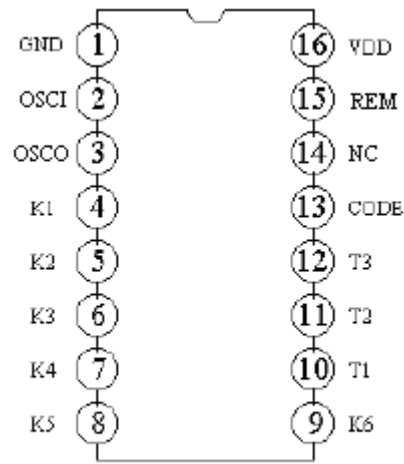 GND 1 16 VDD
OSCI 2 15 REM
OSCO 3 14 NC
K1 4 13 CODE
K2 5 12 T3
K3 6 11 T2
K4 7 10 T1
K5 8 9 K6